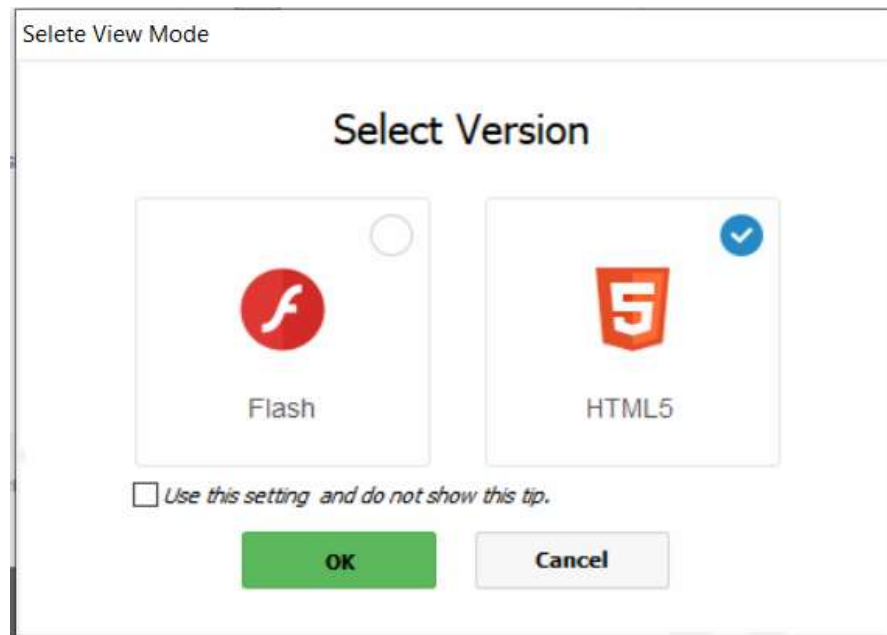 Selete View Mode
Select Version
Flash
HTML5
Use this setting and do not show this tip.
OK
Cancel